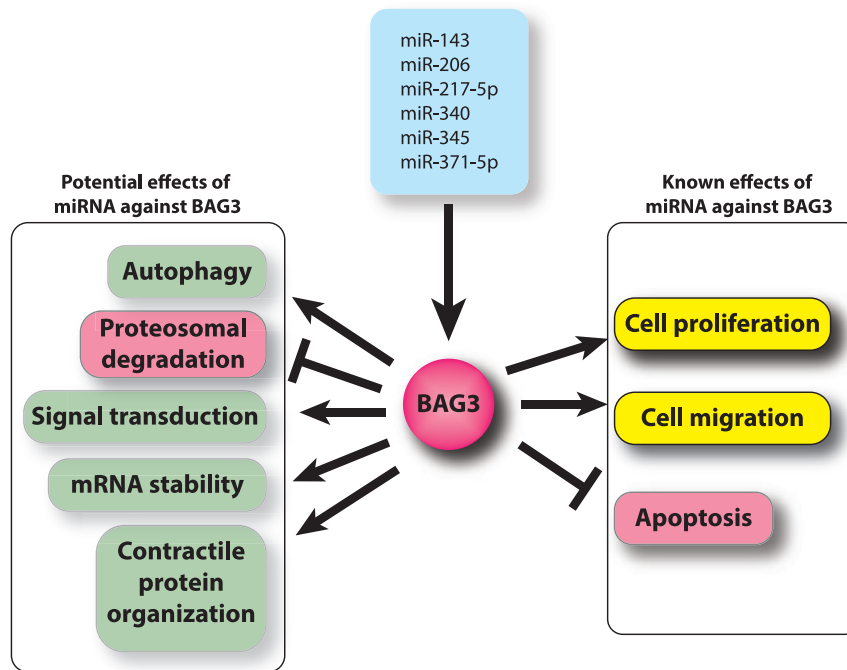 miR-143
miR-206
miR-217-5p
miR-340
miR-345
miR-371-5p
Potential effects of
miRNA against BAG3
Autophagy
Proteosomal
degradation
Signal transduction
mRNA stability
Contractile
protein
organization
BAG3
Known effects of
miRNA against BAG3
Cell proliferation
Cell migration
Apoptosis